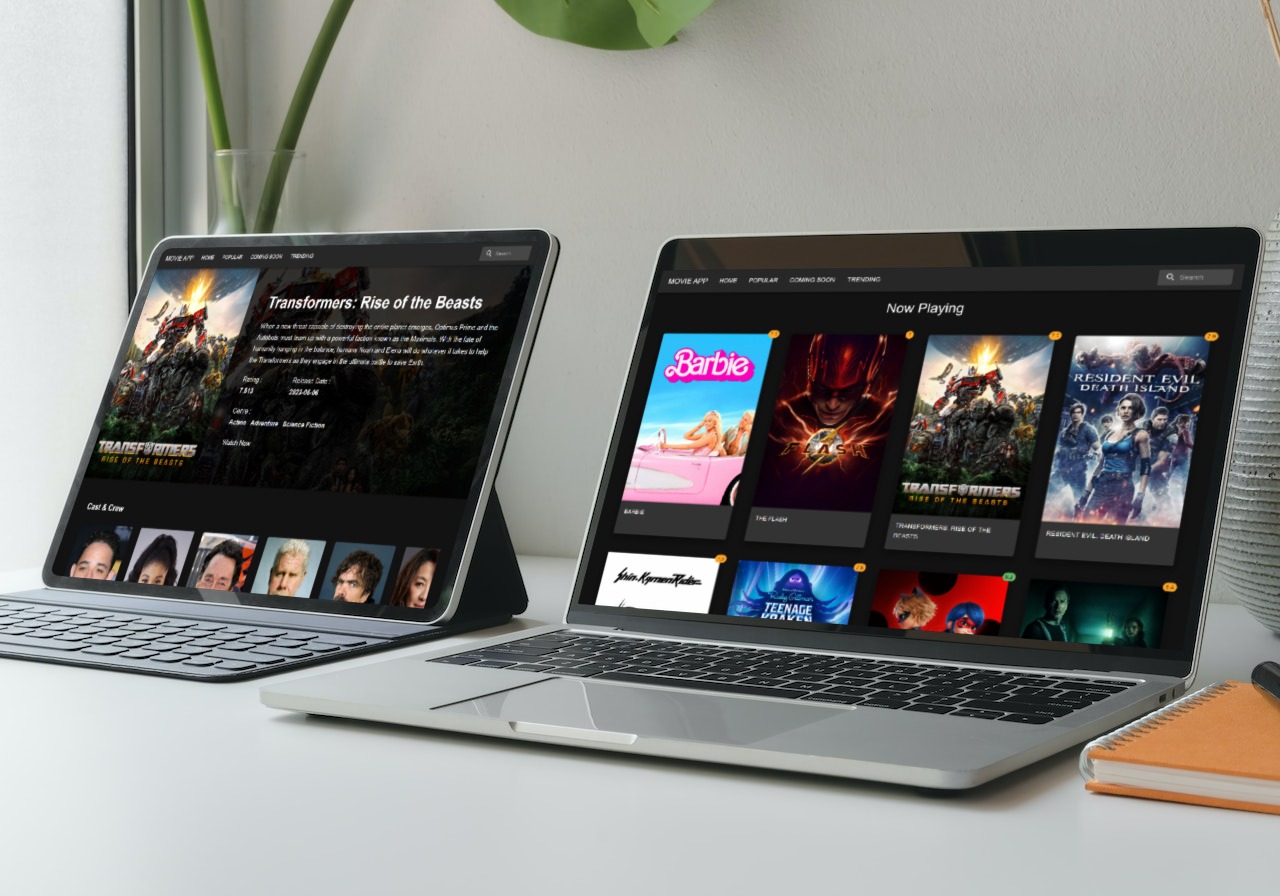 MOVIE APP HOME POPULAR COMING SOON TRENDING
Search
Transformers: Rise of the Beasts
When a new threat capable of destroying the entire planet emerges, Optimus Prime and the
Autobots must team up with a powerful faction known as the Maximals. With the fate of
humanity hanging in the balance, humans Noah and Elena will do whatever it takes to help
the Transformers as they engage in the ultimate battle to save Earth.
Rating : Release Date :
2023-06-06
Genre :
Action Adventure Science Fiction
Watch Now
TRANSFORMERS
RISE OF THE BEASTS
Cast & Crew
MOVIE APP HOME POPULAR COMING SOON TRENDING
Search
Now Playing
Barbie
BARBIE
FLASH
THE FLASH
TRANSFORMERS
RISE OF THE BEASTS
TRANSFORMERS: RISE OF THE
BEASTS
RESIDENT EVIL
DEATH ISLAND
RESIDENT EVIL: DEATH ISLAND
Shin.KamenRider.
Ruby Gillman
TEENAGE
KRAKEN